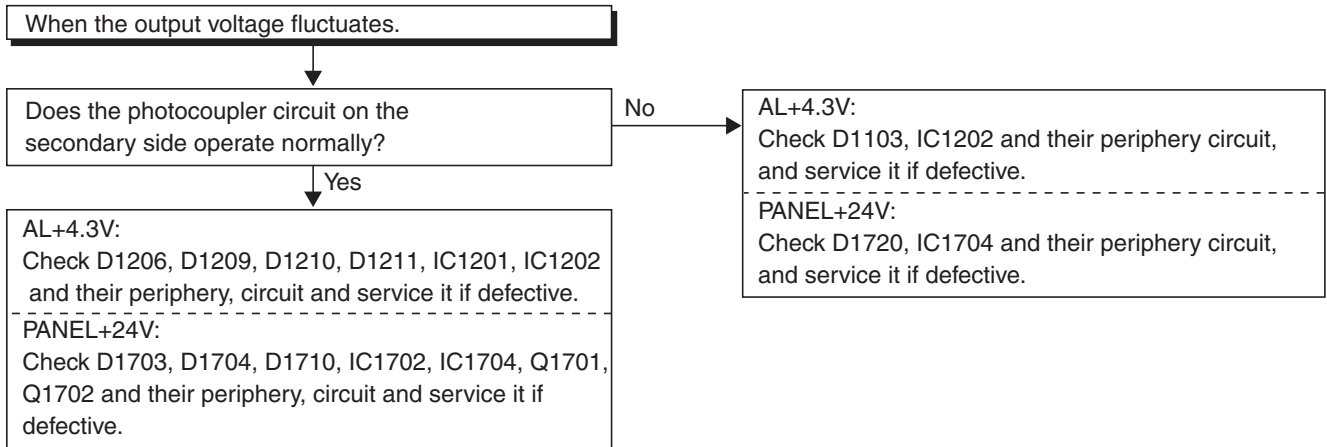 When the output voltage fluctuates.
Does the photocoupler circuit on the
secondary side operate normally?
No
AL+4.3V:
Check D1103, IC1202 and their periphery circuit,
and service it if defective.
PANEL+24V:
Check D1720, IC1704 and their periphery circuit,
and service it if defective.
Yes
AL+4.3V:
Check D1206, D1209, D1210, D1211, IC1201, IC1202
and their periphery, circuit and service it if defective.
PANEL+24V:
Check D1703, D1704, D1710, IC1702, IC1704, Q1701,
Q1702 and their periphery, circuit and service it if
defective.